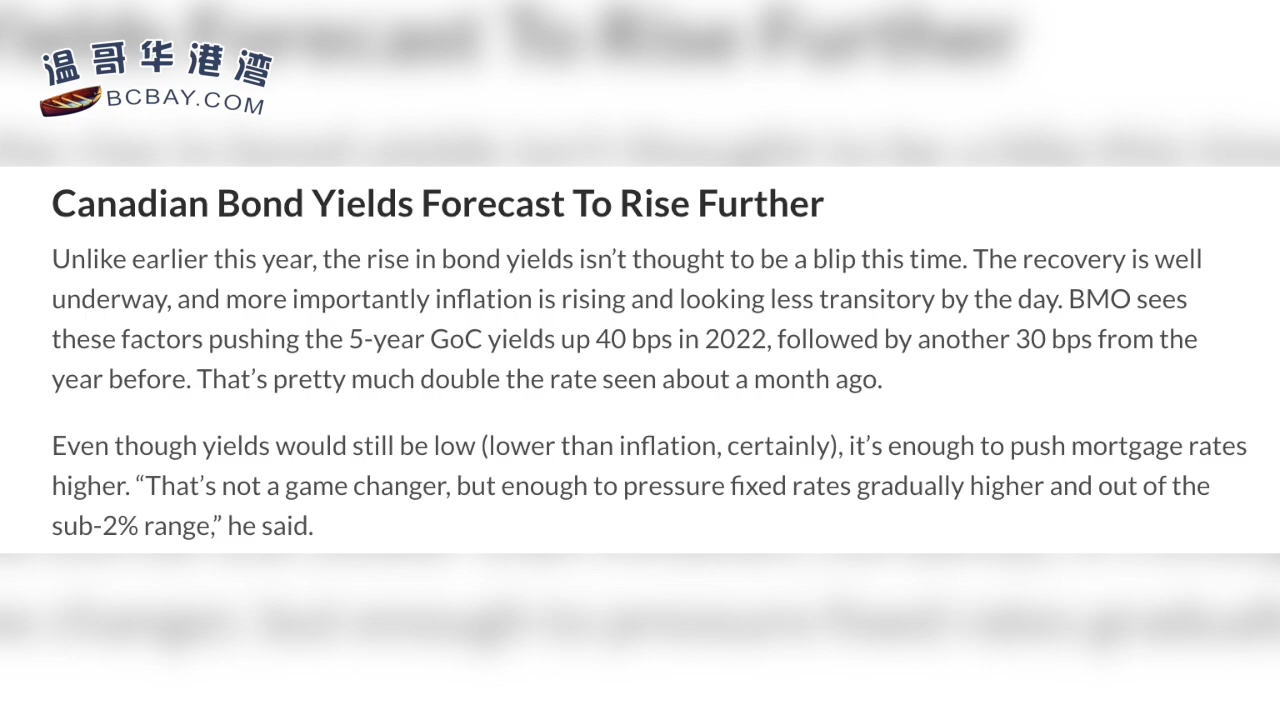 温哥华港湾
BCBAY.COM
Canadian Bond Yields Forecast To Rise Further
Unlike earlier this year, the rise in bond yields isn’t thought to be a blip this time. The recovery is well
underway, and more importantly inflation is rising and looking less transitory by the day. BMO sees
these factors pushing the 5-year GoC yields up 40 bps in 2022, followed by another 30 bps from the
year before. That’s pretty much double the rate seen about a month ago.
Even though yields would still be low (lower than inflation, certainly), it’s enough to push mortgage rates
higher. “That’s not a game changer, but enough to pressure fixed rates gradually higher and out of the
sub-2% range,” he said.